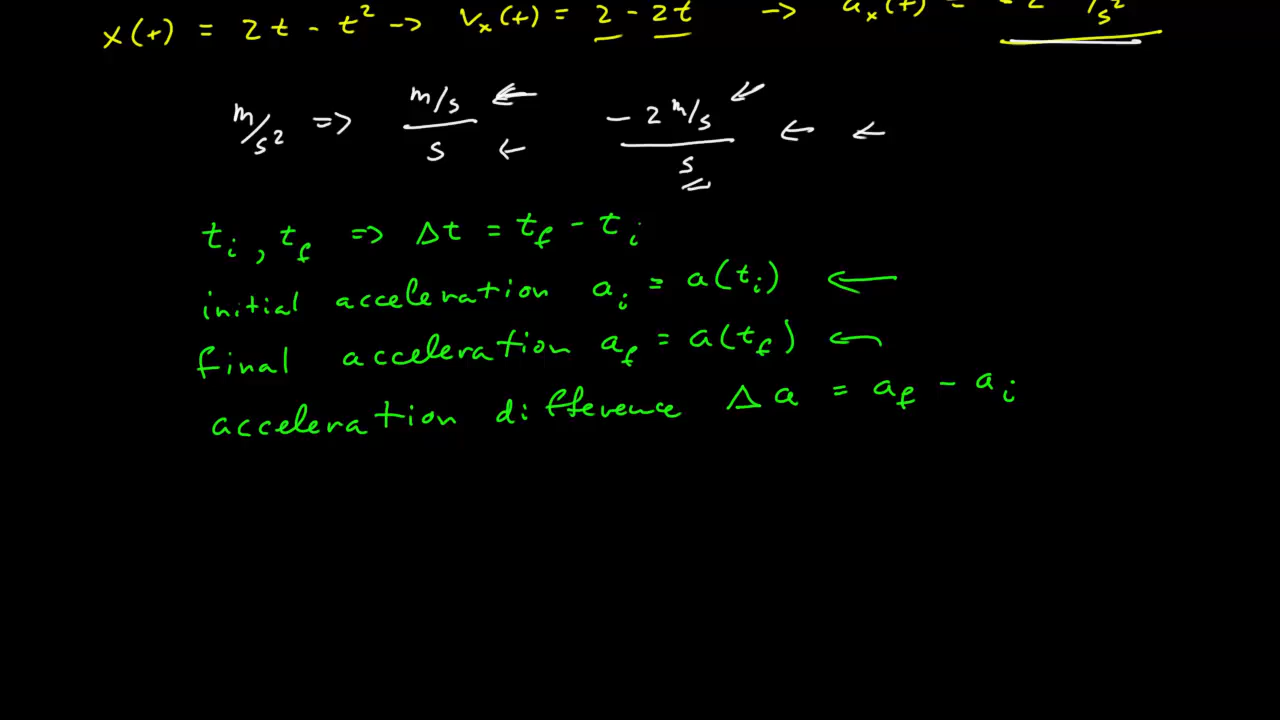 x(t) = 2t - t² → vₓ(t) = 2 - 2t → aₓ(t) = -2 m/s²
m/s² ⇒ m/s / s ← ← -2 m/s / s ← ← ←
tᵢ, t_f ⇒ Δt = t_f - tᵢ
initial acceleration aᵢ = a(tᵢ) ←
final acceleration a_f = a(t_f) ←
acceleration difference Δa = a_f - aᵢ